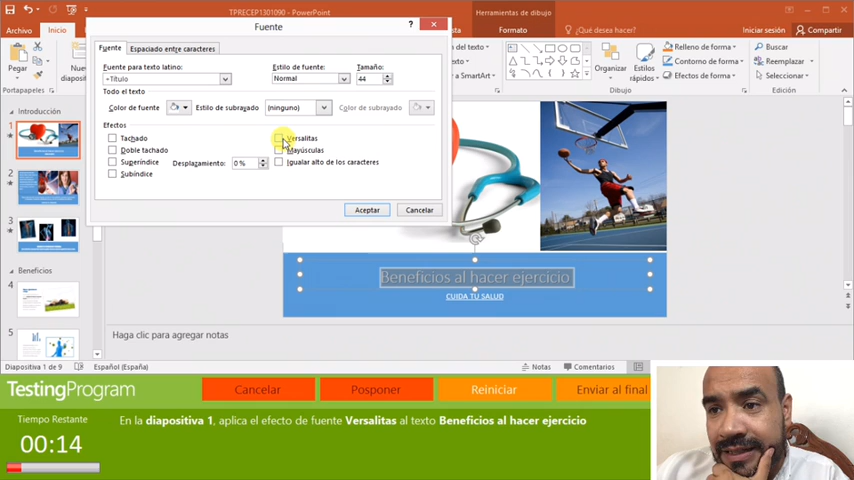 TPRECEP1301090 - PowerPoint
Herramientas de dibujo
Archivo
Inicio
Formato
¿Qué desea hacer?
Iniciar sesión
Compartir
Pegar
Portapapeles
Introducción
1
2
3
Beneficios
4
5
Fuente
?
Fuente
Espaciado entre caracteres
Fuente para texto latino:
Estilo de fuente:
Tamaño:
+Título
Normal
44
Todo el texto
Color de fuente
Estilo de subrayado
(ninguno)
Color de subrayado
Efectos
Tachado
Doble tachado
Superíndice
Subíndice
Desplazamiento:
0 %
Versalitas
Mayúsculas
Igualar alto de los caracteres
Aceptar
Cancelar
Organizar
Relleno de forma
Contorno de forma
Efectos de forma
Dibujo
Buscar
Reemplazar
Seleccionar
Edición
a SmartArt
Beneficios al hacer ejercicio
CUIDA TU SALUD
Haga clic para agregar notas
Diapositiva 1 de 9
Español (España)
Notas
Comentarios
TestingProgram
Cancelar
Posponer
Reiniciar
Enviar al final
Tiempo Restante
00:14
En la diapositiva 1, aplica el efecto de fuente Versalitas al texto Beneficios al hacer ejercicio